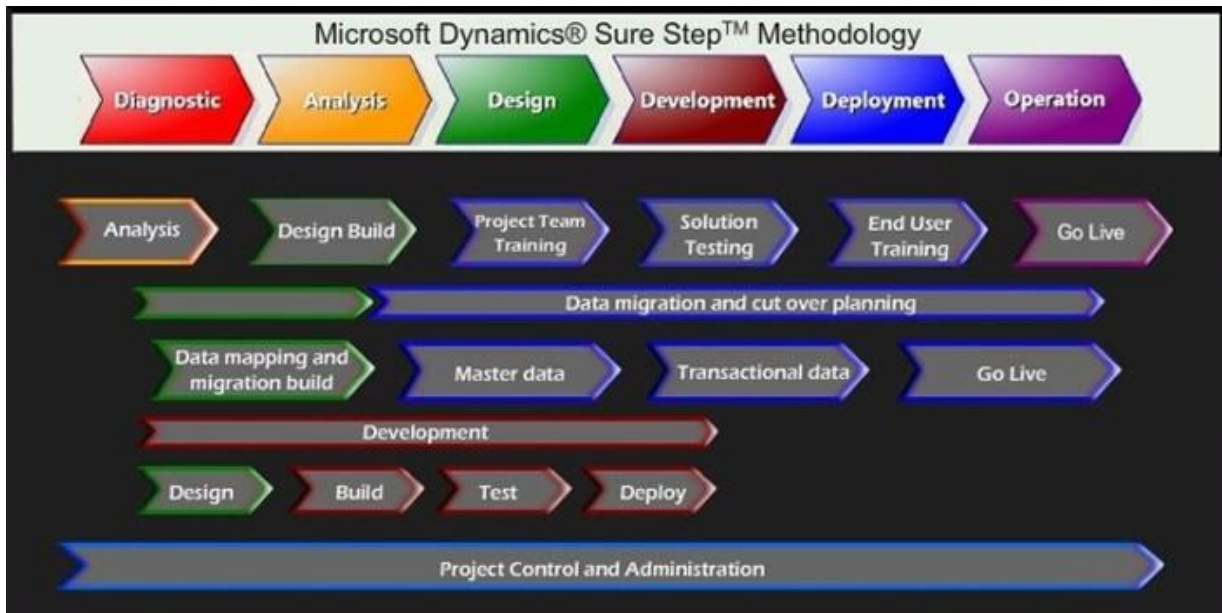 Microsoft Dynamics® Sure Step™ Methodology
Diagnostic
Analysis
Design
Development
Deployment
Operation
Analysis
Design Build
Project Team
Training
Solution
Testing
End User
Training
Go Live
Data migration and cut over planning
Data mapping and
migration build
Master data
Transactional data
Go Live
Development
Design
Build
Test
Deploy
Project Control and Administration